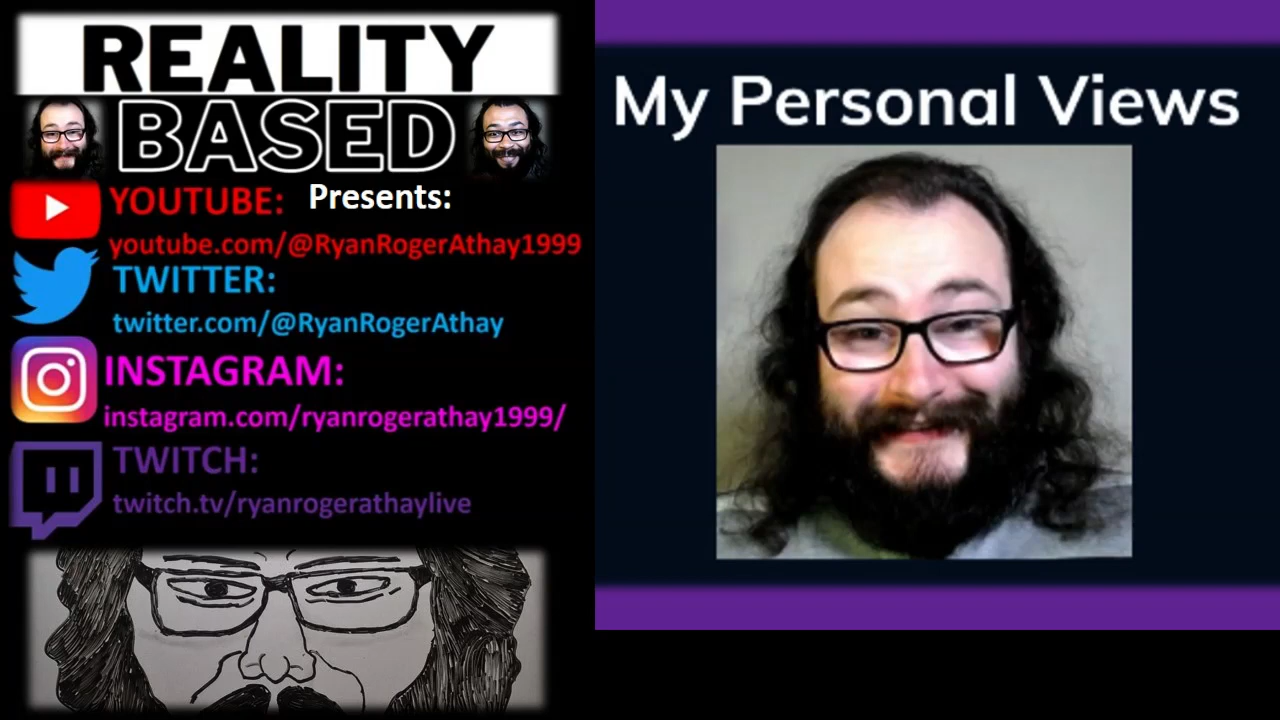 REALITY
BASED
YOUTUBE: Presents:
youtube.com/@RyanRogerAthay1999
TWITTER:
twitter.com/@RyanRogerAthay
INSTAGRAM:
instagram.com/ryanrogerathay1999/
TWITCH:
twitch.tv/ryanrogerathaylive
My Personal Views